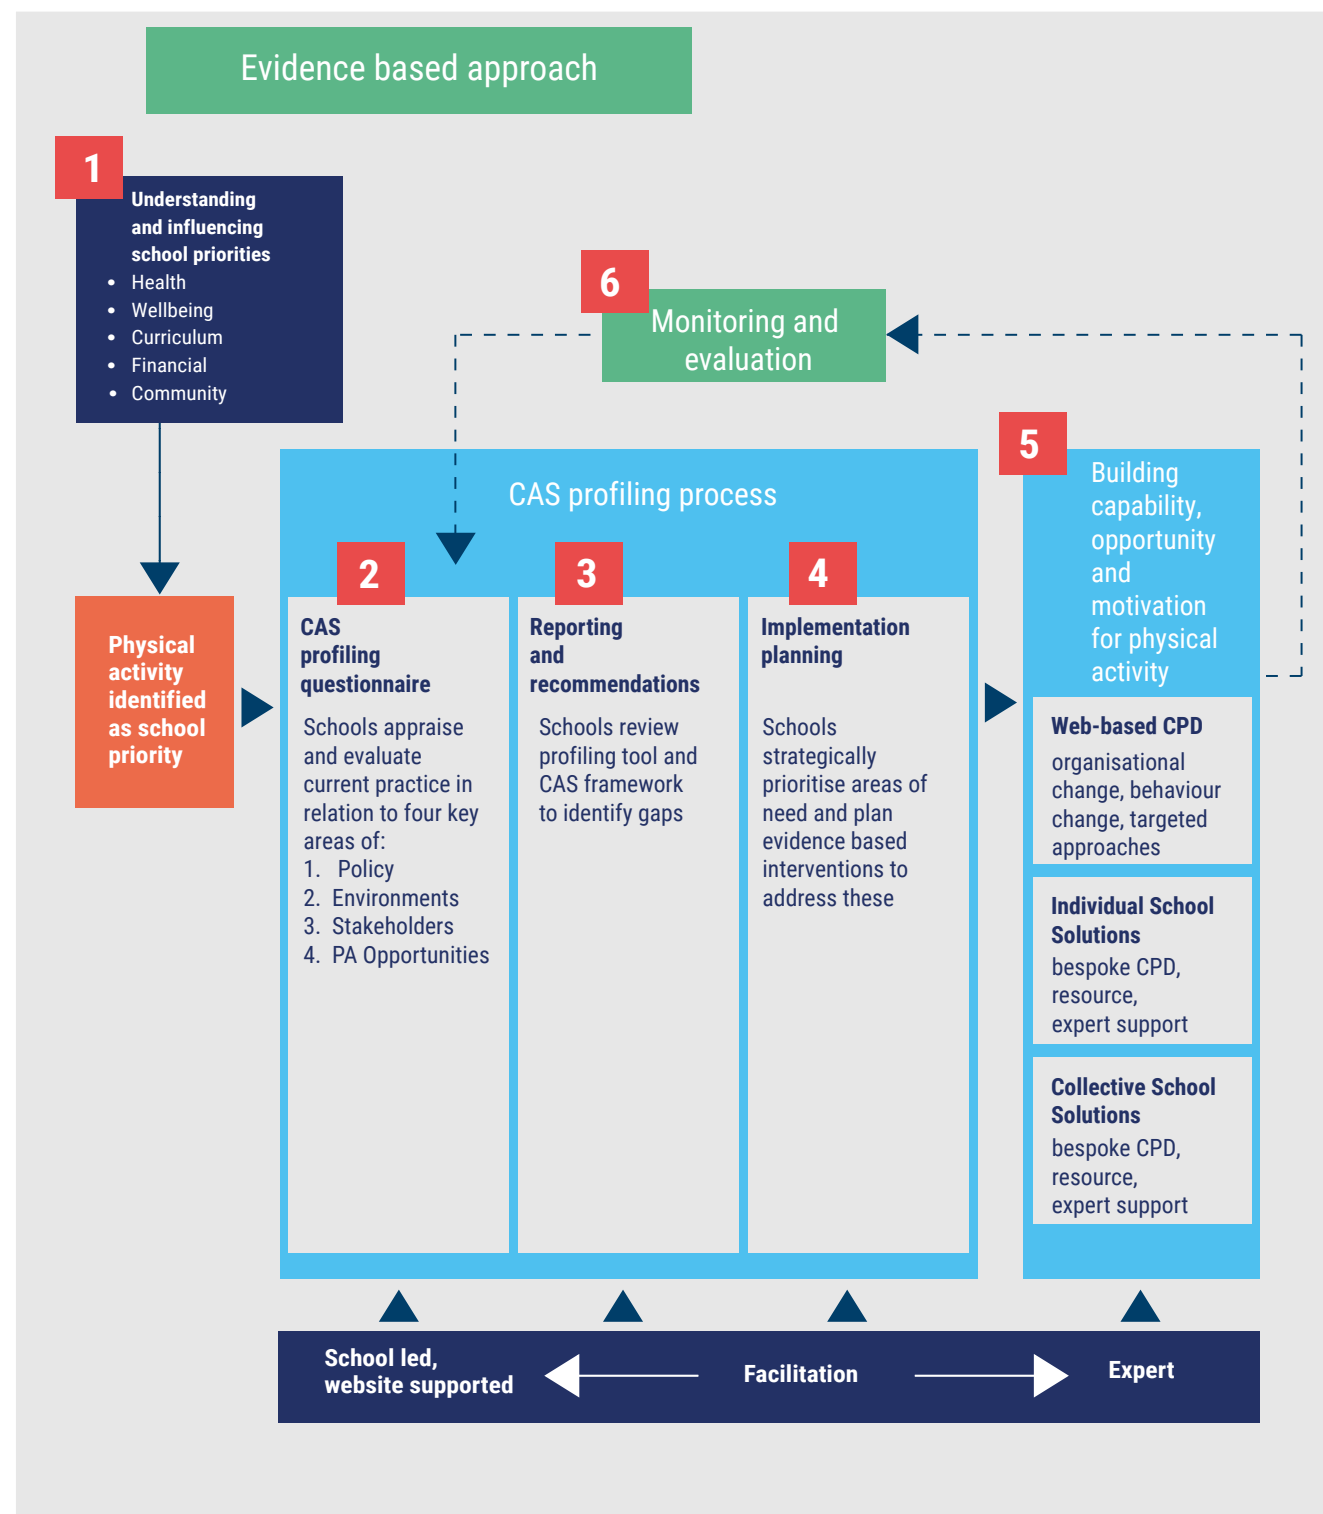 Evidence based approach
1
Understanding
and influencing
school priorities
• Health
• Wellbeing
• Curriculum
• Financial
• Community
6
Monitoring and
evaluation
Physical
activity
identified
as school
priority
CAS profiling process
2
CAS
profiling
questionnaire
Schools appraise
and evaluate
current practice in
relation to four key
areas of:
1. Policy
2. Environments
3. Stakeholders
4. PA Opportunities
3
Reporting
and
recommendations
Schools review
profiling tool and
CAS framework
to identify gaps
4
Implementation
planning
Schools
strategically
prioritise areas of
need and plan
evidence based
interventions to
address these
5
Building
capability,
opportunity
and
motivation
for physical
activity
Web-based CPD
organisational
change, behaviour
change, targeted
approaches
Individual School
Solutions
bespoke CPD,
resource,
expert support
Collective School
Solutions
bespoke CPD,
resource,
expert support
School led,
website supported
Facilitation
Expert